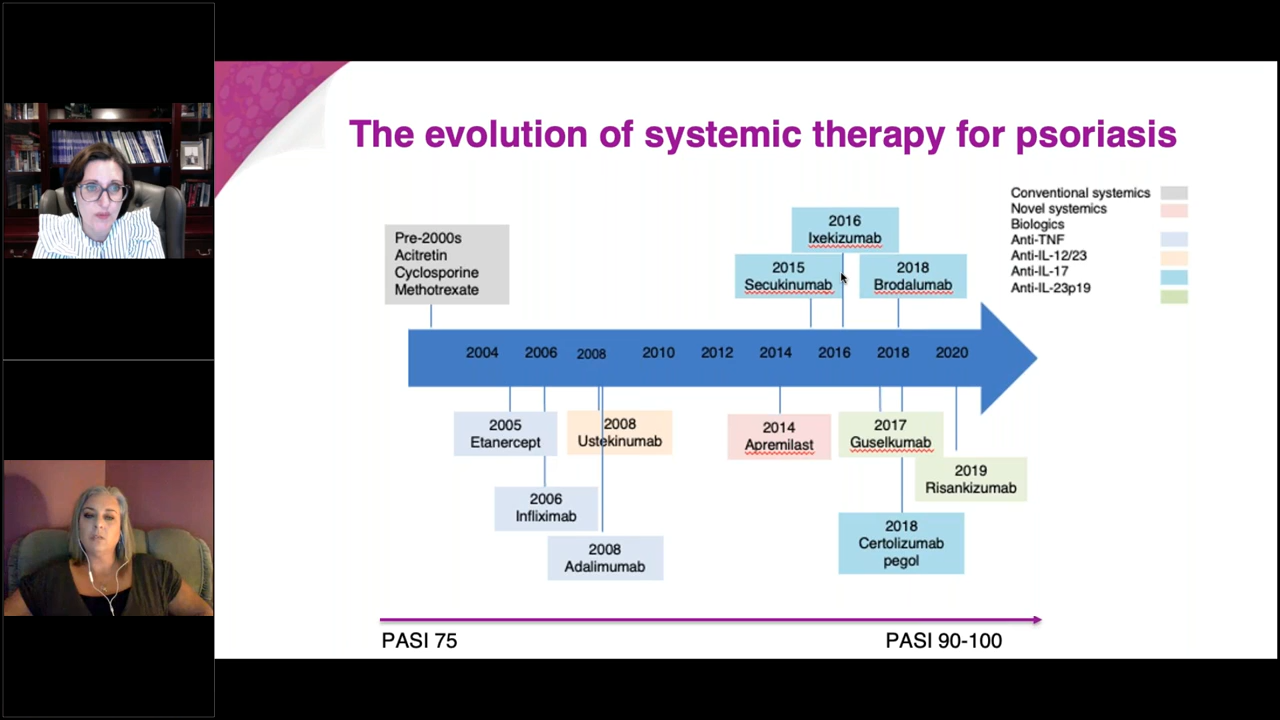 The evolution of systemic therapy for psoriasis
Conventional systemics
Novel systemics
Biologics
Anti-TNF
Anti-IL-12/23
Anti-IL-17
Anti-IL-23p19
Pre-2000s
Acitretin
Cyclosporine
Methotrexate
2016
Ixekizumab
2015
Secukinumab
2018
Brodalumab
2004 2006 2008 2010 2012 2014 2016 2018 2020
2005
Etanercept
2008
Ustekinumab
2014
Apremilast
2017
Guselkumab
2019
Risankizumab
2006
Infliximab
2018
Certolizumab
pegol
2008
Adalimumab
PASI 75
PASI 90-100